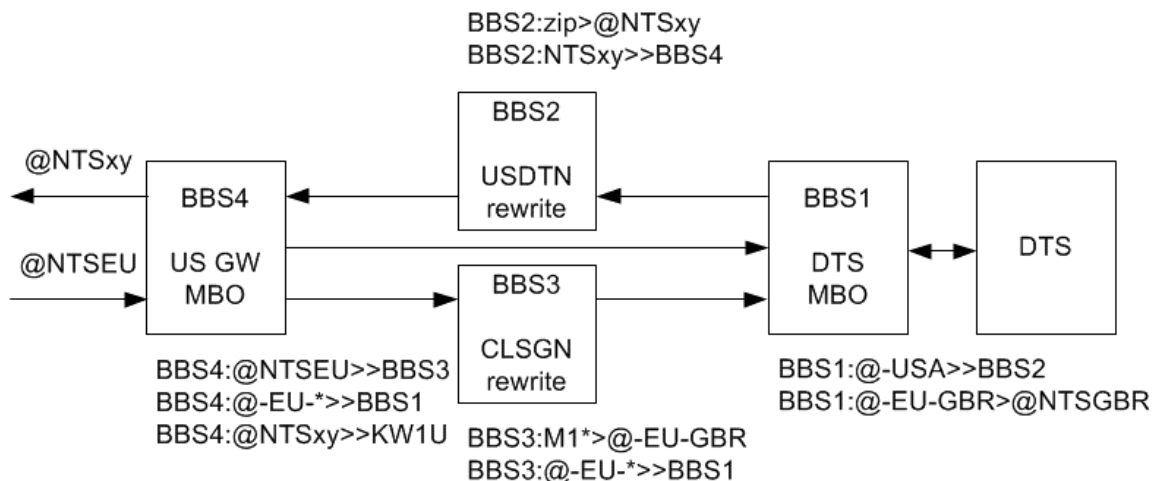 BBS2:zip>@NTSxy
BBS2:NTSxy>>BBS4
BBS2
USDTN
rewrite
@NTSxy
@NTSEU
BBS4
US GW
MBO
BBS3
CLSGN
rewrite
BBS1
DTS
MBO
DTS
BBS4:@NTSEU>>BBS3
BBS4:@-EU-*>>BBS1
BBS4:@NTSxy>>KW1U
BBS3:M1*>@-EU-GBR
BBS3:@-EU-*>>BBS1
BBS1:@-USA>>BBS2
BBS1:@-EU-GBR>@NTSGBR